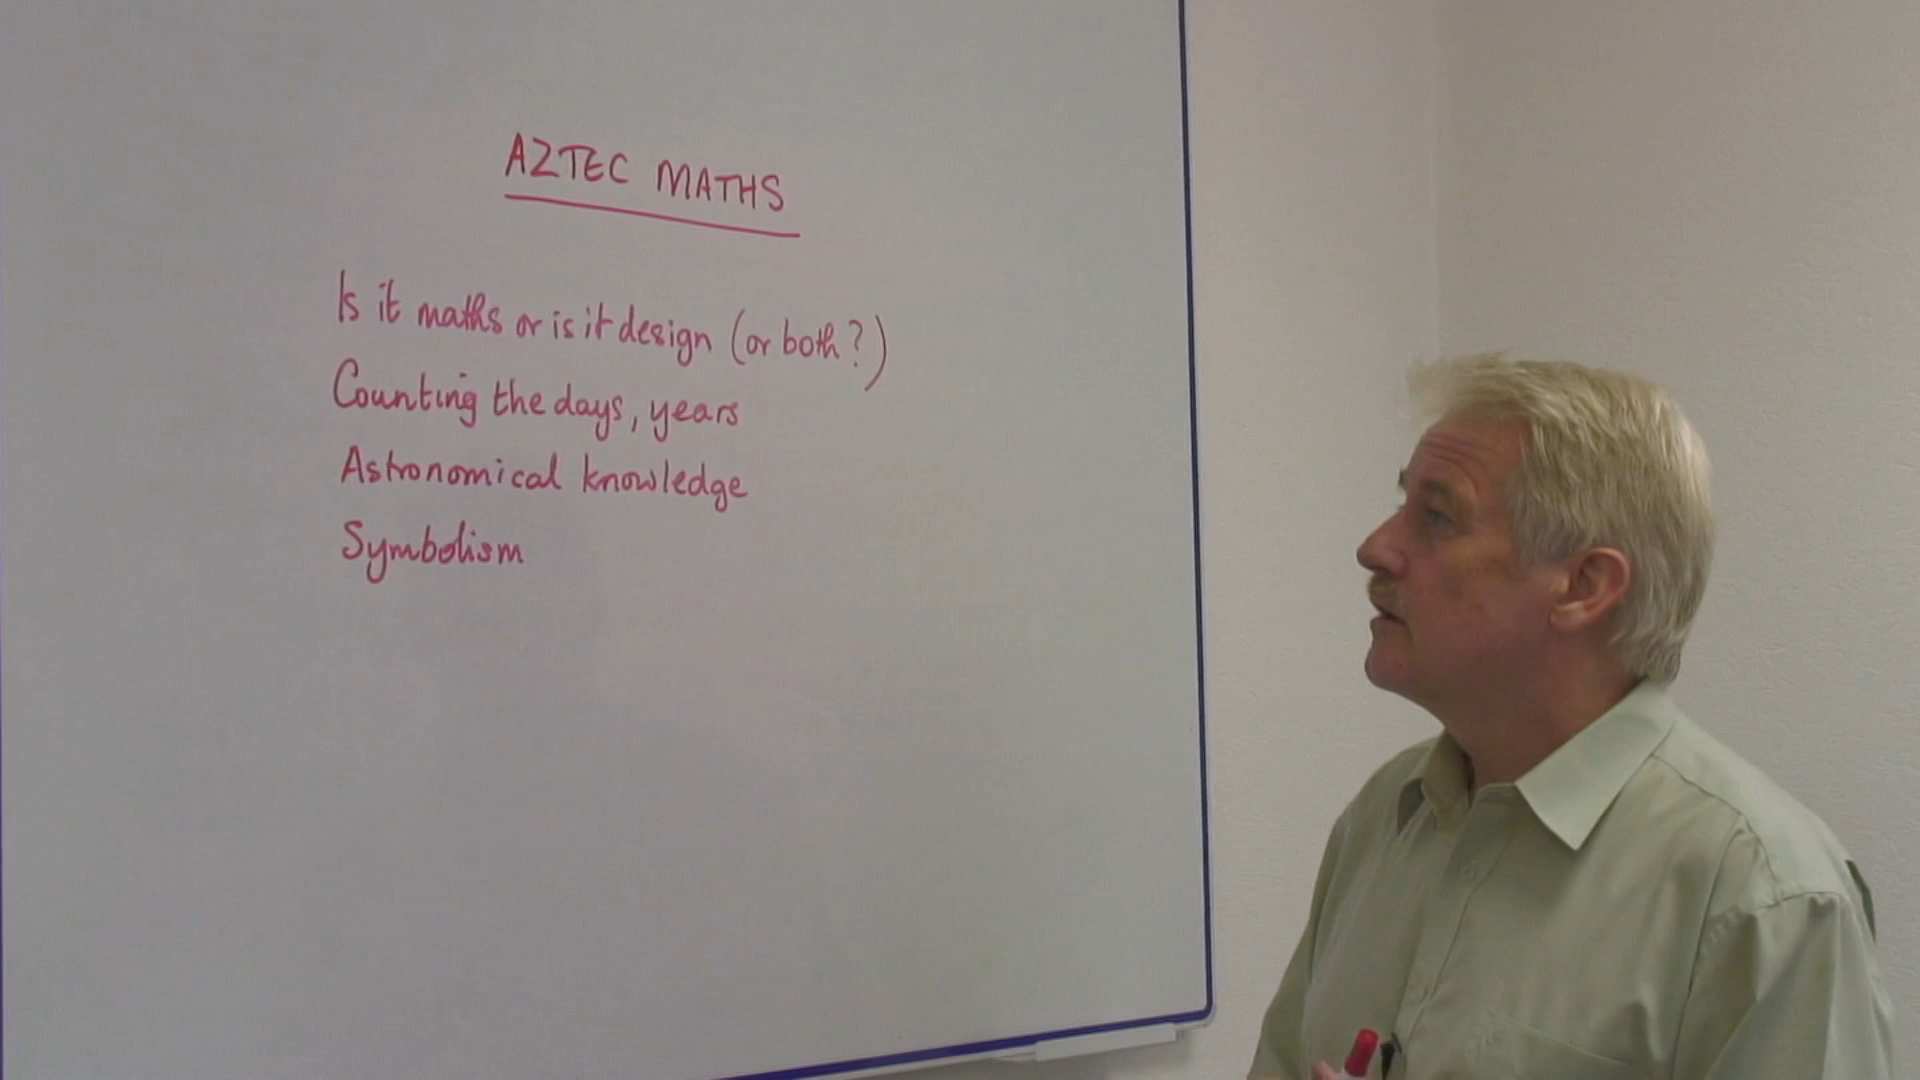 AZTEC MATHS
Is it maths or is it design (or both?)
Counting the days, years
Astronomical knowledge
Symbolism